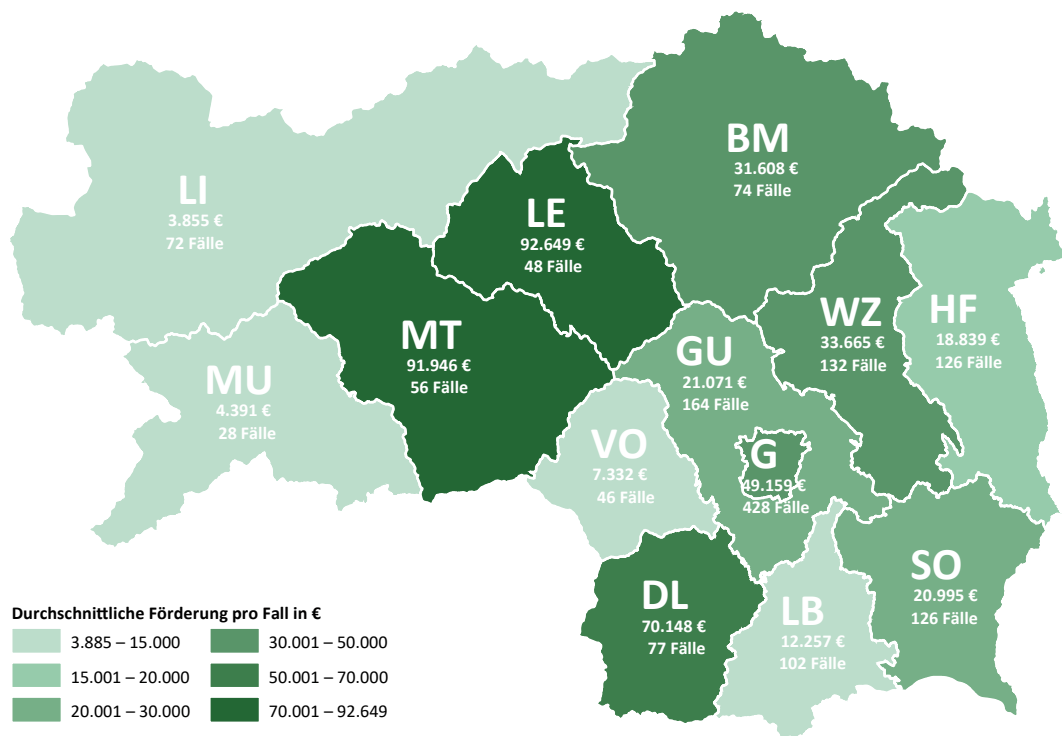 BM
31.608 €
74 Fälle
LI
3.855 €
72 Fälle
LE
92.649 €
48 Fälle
WZ
33.665 €
132 Fälle
HF
18.839 €
126 Fälle
MT
91.946 €
56 Fälle
GU
21.071 €
164 Fälle
MU
4.391 €
28 Fälle
VO
7.332 €
46 Fälle
G
49.159 €
428 Fälle
SO
20.995 €
126 Fälle
DL
70.148 €
77 Fälle
LB
12.257 €
102 Fälle
Durchschnittliche Förderung pro Fall in €
3.885 – 15.000
15.001 – 20.000
20.001 – 30.000
30.001 – 50.000
50.001 – 70.000
70.001 – 92.649